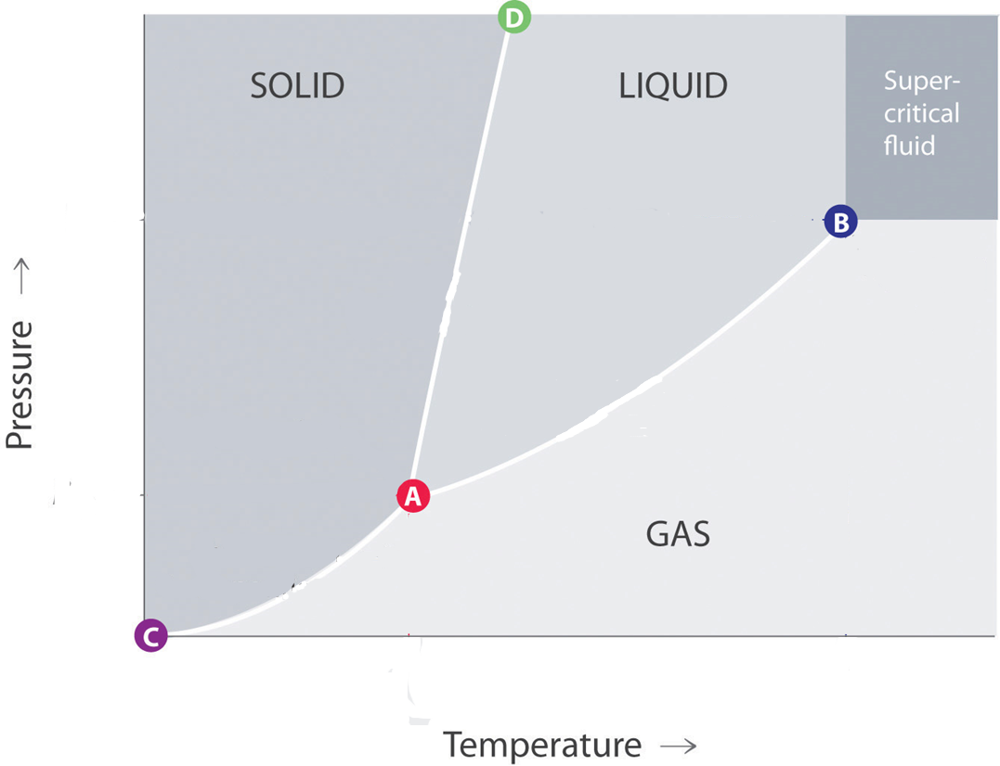 D
SOLID
LIQUID
Super-
critical
fluid
B
Pressure →
A
GAS
C
Temperature →